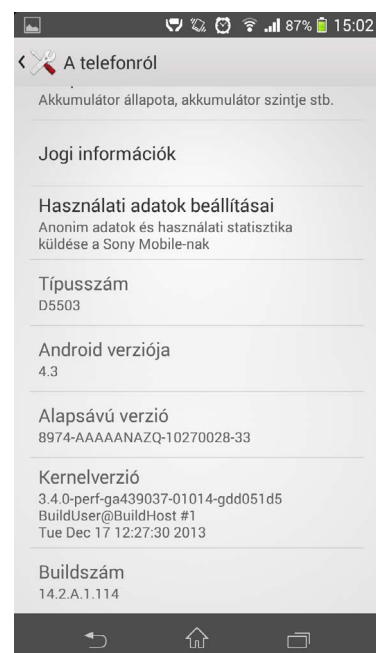 87% 15:02
A telefonról
Akkumulátor állapota, akkumulátor szintje stb.
Jogi információk
Használati adatok beállításai
Anonim adatok és használati statisztika
küldése a Sony Mobile-nak
Típusszám
D5503
Android verziója
4.3
Alapsávú verzió
8974-AAAAANAZQ-10270028-33
Kernelverzió
3.4.0-perf-ga439037-01014-gdd051d5
BuildUser@BuildHost #1
Tue Dec 17 12:27:30 2013
Buildszám
14.2.A.1.114